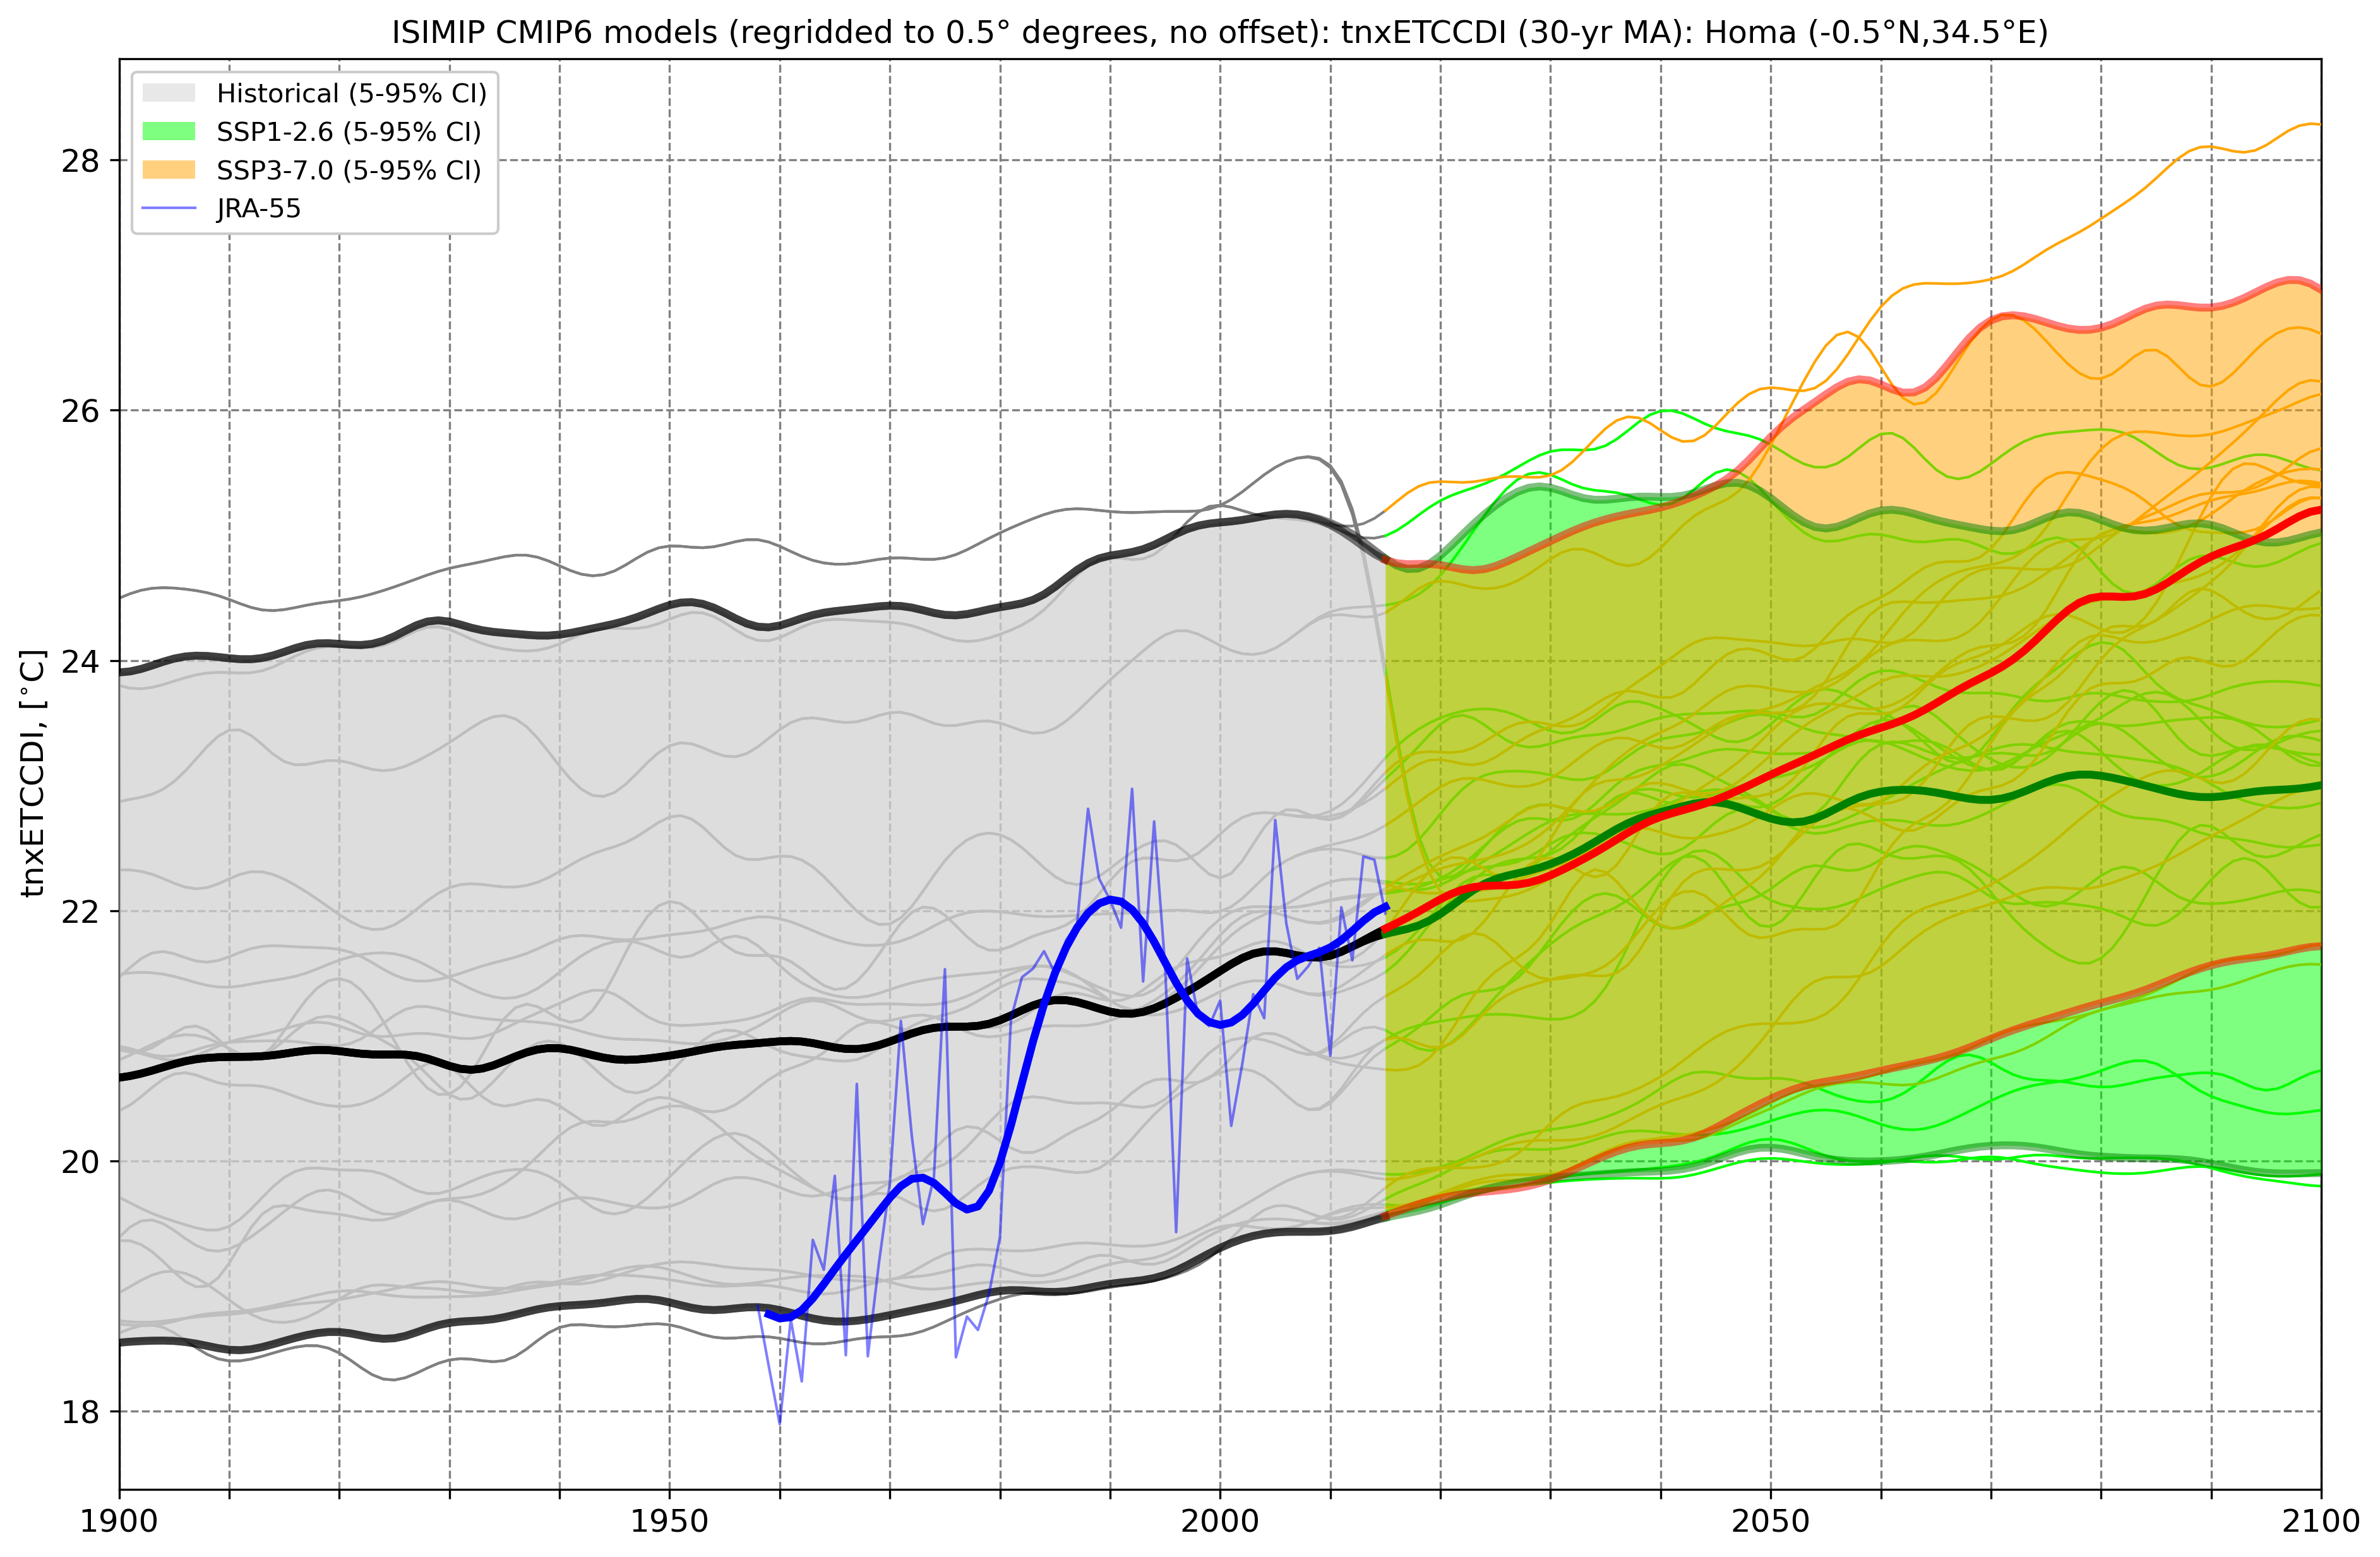 ISIMIP CMIP6 models (regridded to 0.5° degrees, no offset): tnxETCCDI (30-yr MA): Homa (-0.5°N,34.5°E)
Historical (5-95% CI)
SSP1-2.6 (5-95% CI)
SSP3-7.0 (5-95% CI)
JRA-55
tnxETCCDI, [°C]
28
26
24
22
20
18
1900
1950
2000
2050
2100